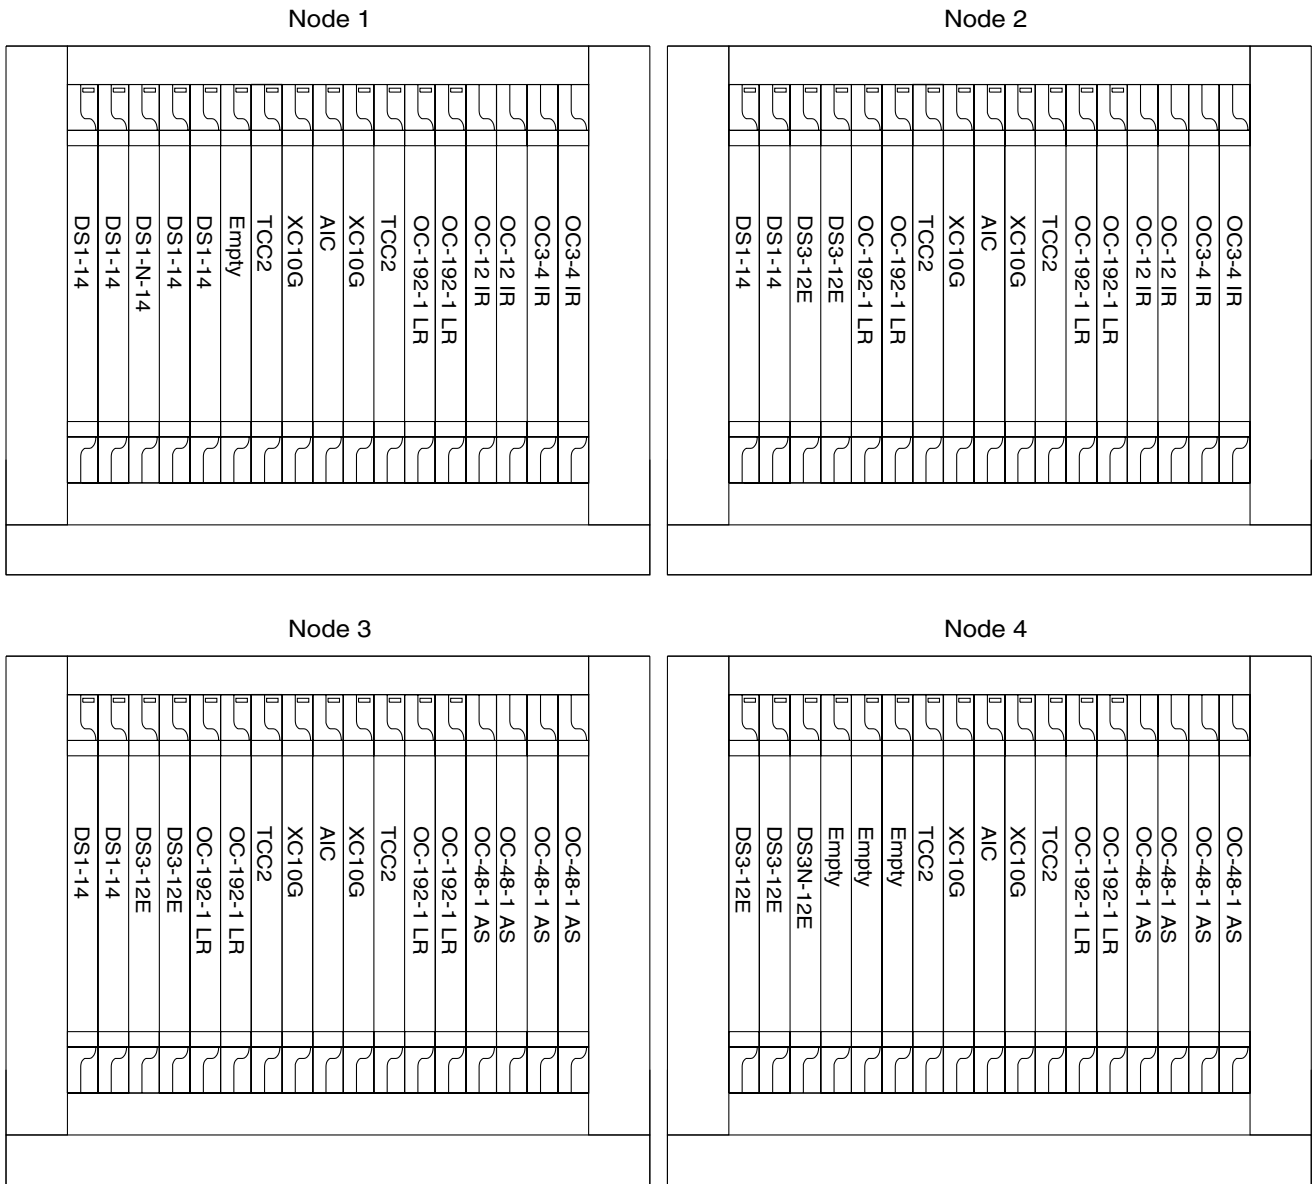 Node 1
DS1-14
DS1-14
DS1-N-14
DS1-14
DS1-14
Empty
TCC2
XC10G
AIC
XC10G
TCC2
OC-192-1 LR
OC-192-1 LR
OC-12 IR
OC-12 IR
OC3-4 IR
OC3-4 IR
Node 2
DS1-14
DS1-14
DS3-12E
DS3-12E
OC-192-1 LR
OC-192-1 LR
TCC2
XC10G
AIC
XC10G
TCC2
OC-192-1 LR
OC-192-1 LR
OC-12 IR
OC-12 IR
OC3-4 IR
OC3-4 IR
Node 3
DS1-14
DS1-14
DS3-12E
DS3-12E
OC-192-1 LR
OC-192-1 LR
TCC2
XC10G
AIC
XC10G
TCC2
OC-192-1 LR
OC-192-1 LR
OC-48-1 AS
OC-48-1 AS
OC-48-1 AS
OC-48-1 AS
Node 4
DS3-12E
DS3-12E
DS3N-12E
Empty
Empty
Empty
TCC2
XC10G
AIC
XC10G
TCC2
OC-192-1 LR
OC-192-1 LR
OC-48-1 AS
OC-48-1 AS
OC-48-1 AS
OC-48-1 AS